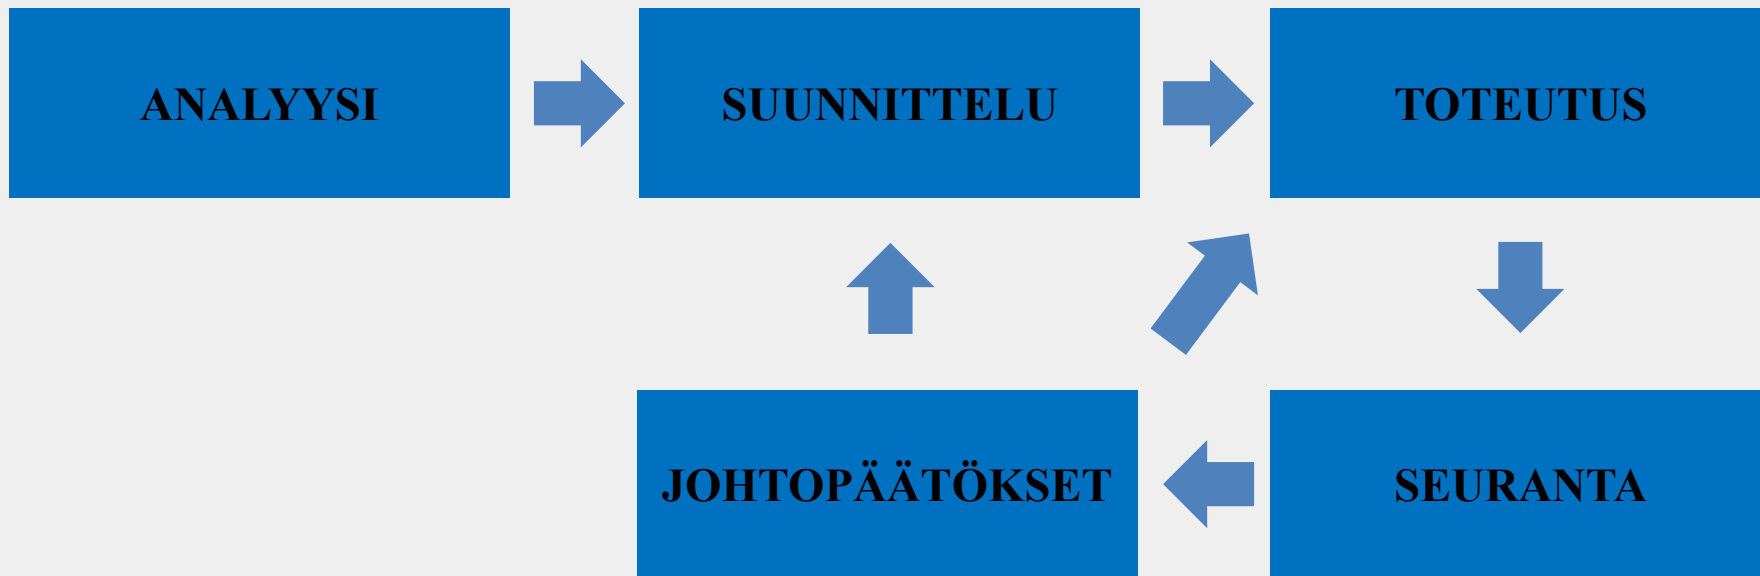 ANALYYSI
SUUNNITTELU
TOTEUTUS
JOHTOPÄÄTÖKSET
SEURANTA